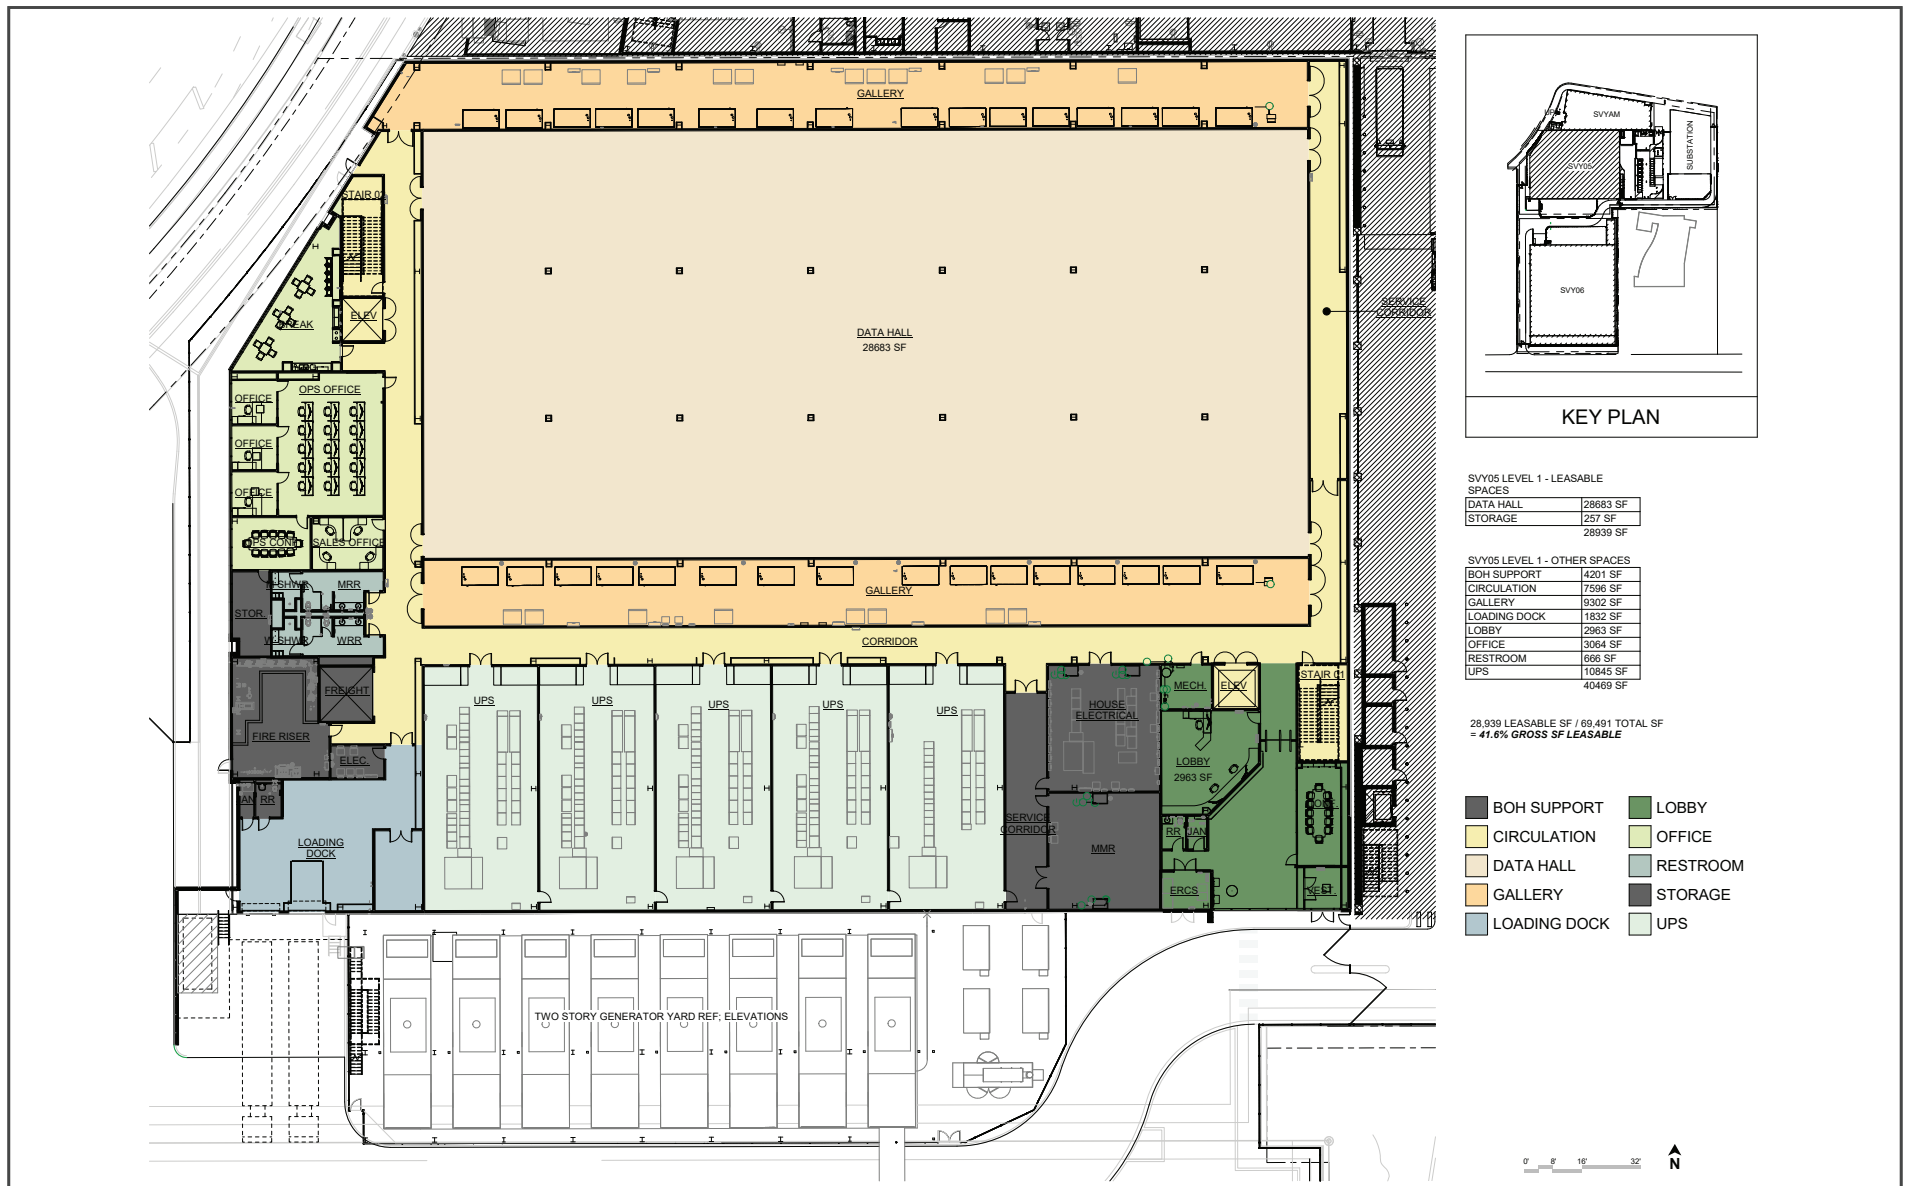 GALLERY
STAIR 02
ELEV
BREAK
DATA HALL
28683 SF
SERVICE
CORRIDOR
OPS OFFICE
OFFICE
OFFICE
OFFICE
OPS CONF.
SALES OFFICE
MRR
STOR.
WRR
GALLERY
CORRIDOR
FREIGHT
FIRE RISER
ELEC.
JAN
RR
LOADING
DOCK
UPS
UPS
UPS
UPS
UPS
SERVICE
CORRIDOR
HOUSE
ELECTRICAL
MMR
MECH.
ELEV
STAIR 01
LOBBY
2963 SF
RR
JAN
ERCS
VEST.
TWO STORY GENERATOR YARD REF; ELEVATIONS
SVYAM
SVY05
SUBSTATION
SVY06
KEY PLAN
SVY05 LEVEL 1 - LEASABLE
SPACES
DATA HALL 28683 SF
STORAGE 257 SF
28939 SF
SVY05 LEVEL 1 - OTHER SPACES
BOH SUPPORT 4201 SF
CIRCULATION 7596 SF
GALLERY 9302 SF
LOADING DOCK 1832 SF
LOBBY 2963 SF
OFFICE 3064 SF
RESTROOM 666 SF
UPS 10845 SF
40469 SF
28,939 LEASABLE SF / 69,491 TOTAL SF
= 41.6% GROSS SF LEASABLE
BOH SUPPORT
CIRCULATION
DATA HALL
GALLERY
LOADING DOCK
LOBBY
OFFICE
RESTROOM
STORAGE
UPS
0' 8' 16' 32'
N